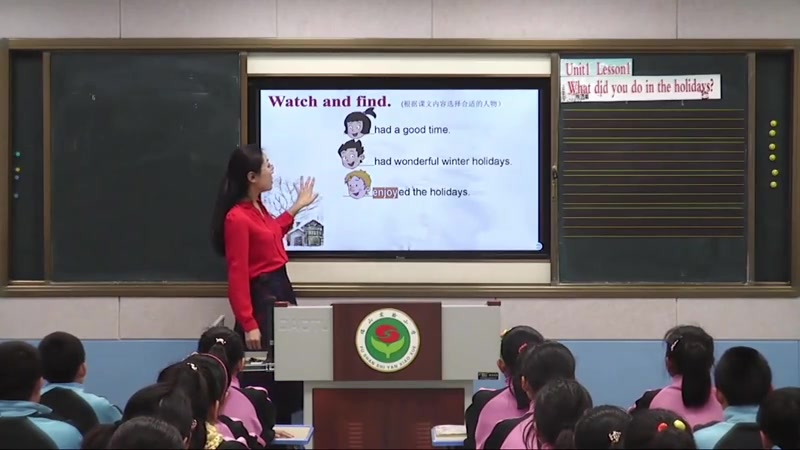 Watch and find. (根据课文内容选择合适的人物)
had a good time.
had wonderful winter holidays.
enjoyed the holidays.
Unit1 Lesson1
What did you do in the holidays?